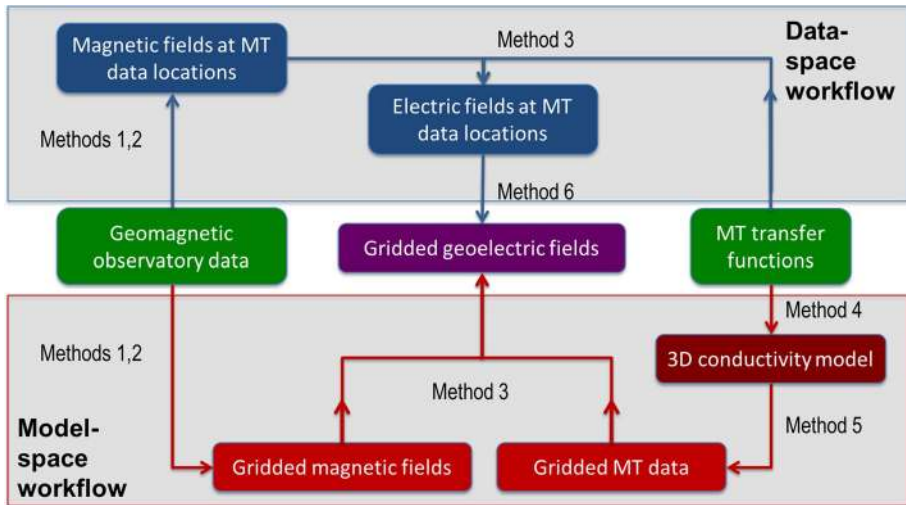 Magnetic fields at MT
data locations
Method 3
Data-
space
workflow
Electric fields at MT
data locations
Methods 1,2
Method 6
Geomagnetic
observatory data
Gridded geoelectric fields
MT transfer
functions
Method 4
Methods 1,2
3D conductivity model
Method 3
Method 5
Model-
space
workflow
Gridded magnetic fields
Gridded MT data